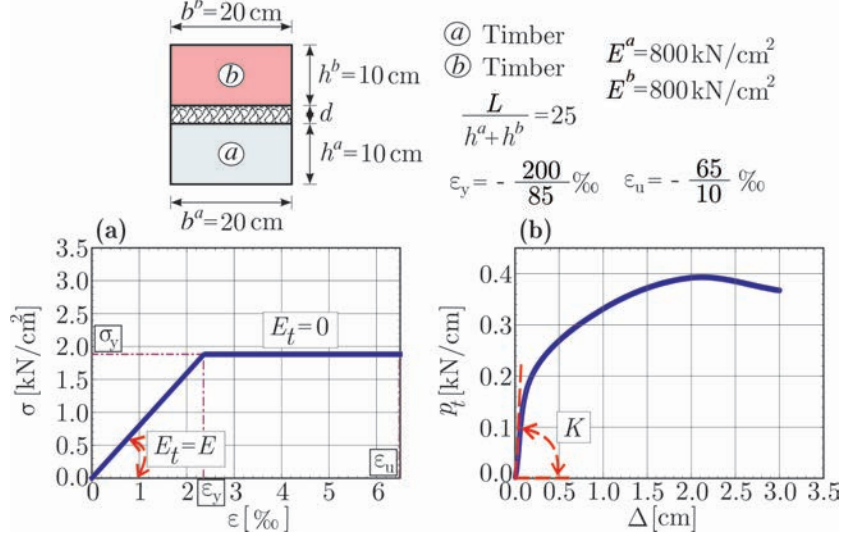 b^b=20 cm
ⓑ
h^b=10 cm
d
ⓐ
h^a=10 cm
b^a=20 cm
ⓐ Timber
ⓑ Timber
E^a=800 kN/cm²
E^b=800 kN/cm²
L/(h^a+h^b)=25
ε_y= - 200/85 ‰
ε_u= - 65/10 ‰
(a)
σ [kN/cm²]
3.5
3.0
2.5
2.0
1.5
1.0
0.5
0.0
σ_y
E_t=0
E_t=E
ε_u
0 1 2 ε_y 3 4 5 6
ε [‰]
(b)
p_t [kN/cm]
0.4
0.3
0.2
0.1
0.0
K
0.0 0.5 1.0 1.5 2.0 2.5 3.0 3.5
Δ [cm]